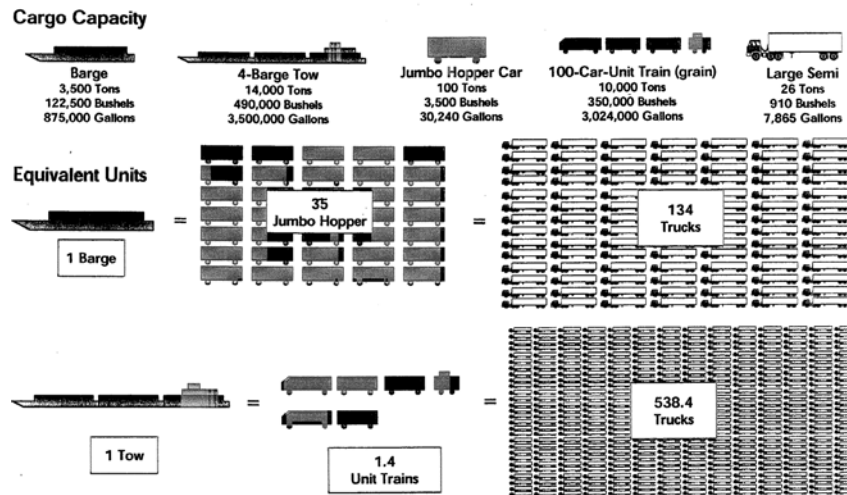 Cargo Capacity
Barge
3,500 Tons
122,500 Bushels
875,000 Gallons
4-Barge Tow
14,000 Tons
490,000 Bushels
3,500,000 Gallons
Jumbo Hopper Car
100 Tons
3,500 Bushels
30,240 Gallons
100-Car-Unit Train (grain)
10,000 Tons
350,000 Bushels
3,024,000 Gallons
Large Semi
26 Tons
910 Bushels
7,865 Gallons
Equivalent Units
1 Barge
=
35
Jumbo Hopper
=
134
Trucks
1 Tow
=
1.4
Unit Trains
=
538.4
Trucks